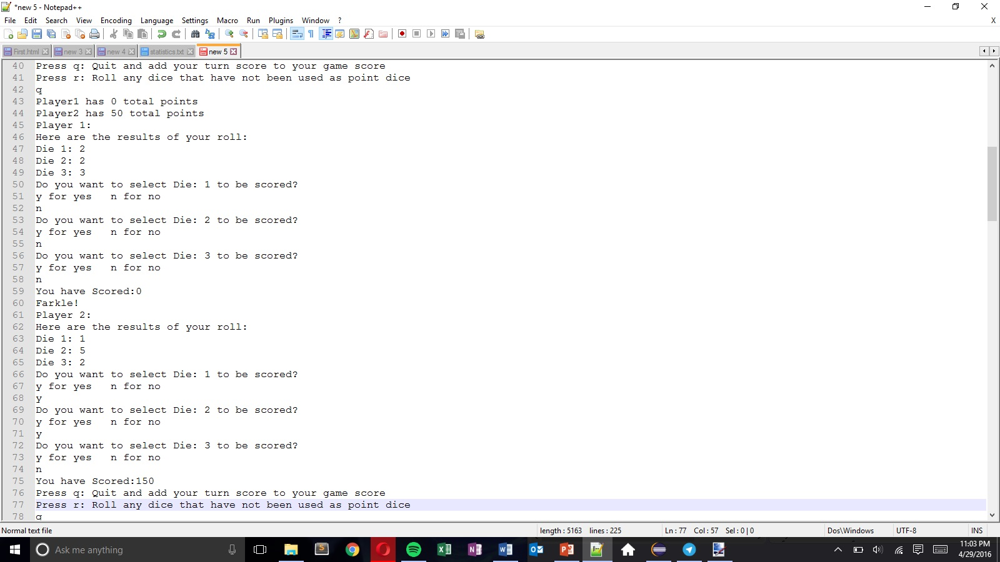 *new 5 - Notepad++
File Edit Search View Encoding Language Settings Macro Run Plugins Window ? X
First.html new 3 new 4 statistics.txt new 5
40 Press q: Quit and add your turn score to your game score
41 Press r: Roll any dice that have not been used as point dice
42 q
43 Player1 has 0 total points
44 Player2 has 50 total points
45 Player 1:
46 Here are the results of your roll:
47 Die 1: 2
48 Die 2: 2
49 Die 3: 3
50 Do you want to select Die: 1 to be scored?
51 y for yes   n for no
52 n
53 Do you want to select Die: 2 to be scored?
54 y for yes   n for no
55 n
56 Do you want to select Die: 3 to be scored?
57 y for yes   n for no
58 n
59 You have Scored:0
60 Farkle!
61 Player 2:
62 Here are the results of your roll:
63 Die 1: 1
64 Die 2: 5
65 Die 3: 2
66 Do you want to select Die: 1 to be scored?
67 y for yes   n for no
68 y
69 Do you want to select Die: 2 to be scored?
70 y for yes   n for no
71 y
72 Do you want to select Die: 3 to be scored?
73 y for yes   n for no
74 n
75 You have Scored:150
76 Press q: Quit and add your turn score to your game score
77 Press r: Roll any dice that have not been used as point dice
78 q
Normal text file length : 5163 lines : 225 Ln : 77 Col : 57 Sel : 0 | 0 Dos\Windows UTF-8 INS
Ask me anything
11:03 PM
4/29/2016